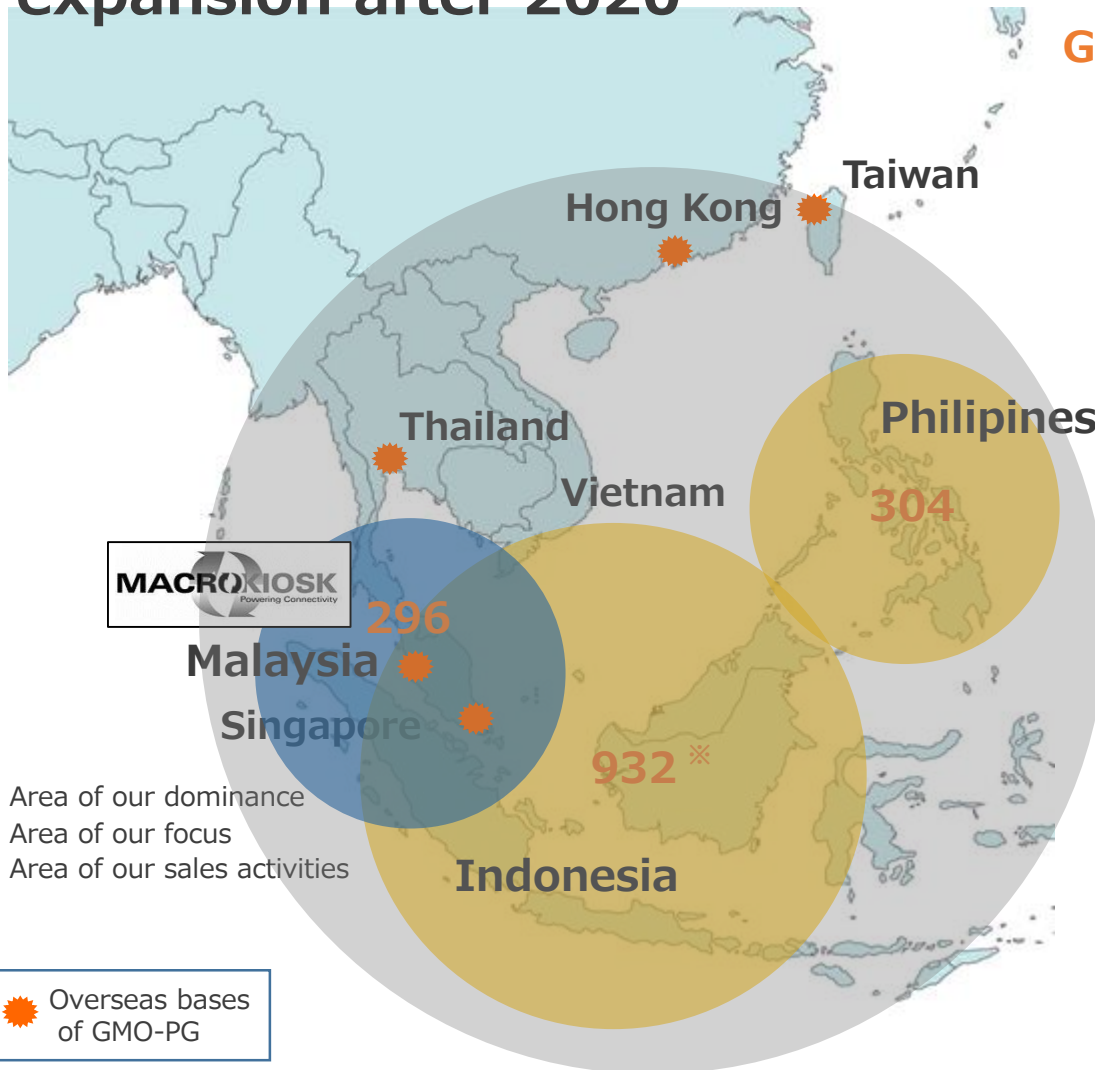 expansion after 2020
G
Taiwan
Hong Kong
Thailand
Philipines
Vietnam
304
MACROKIOSK
Powering Connectivity
296
Malaysia
Singapore
932※
Area of our dominance
Area of our focus
Area of our sales activities
Indonesia
Overseas bases
of GMO-PG